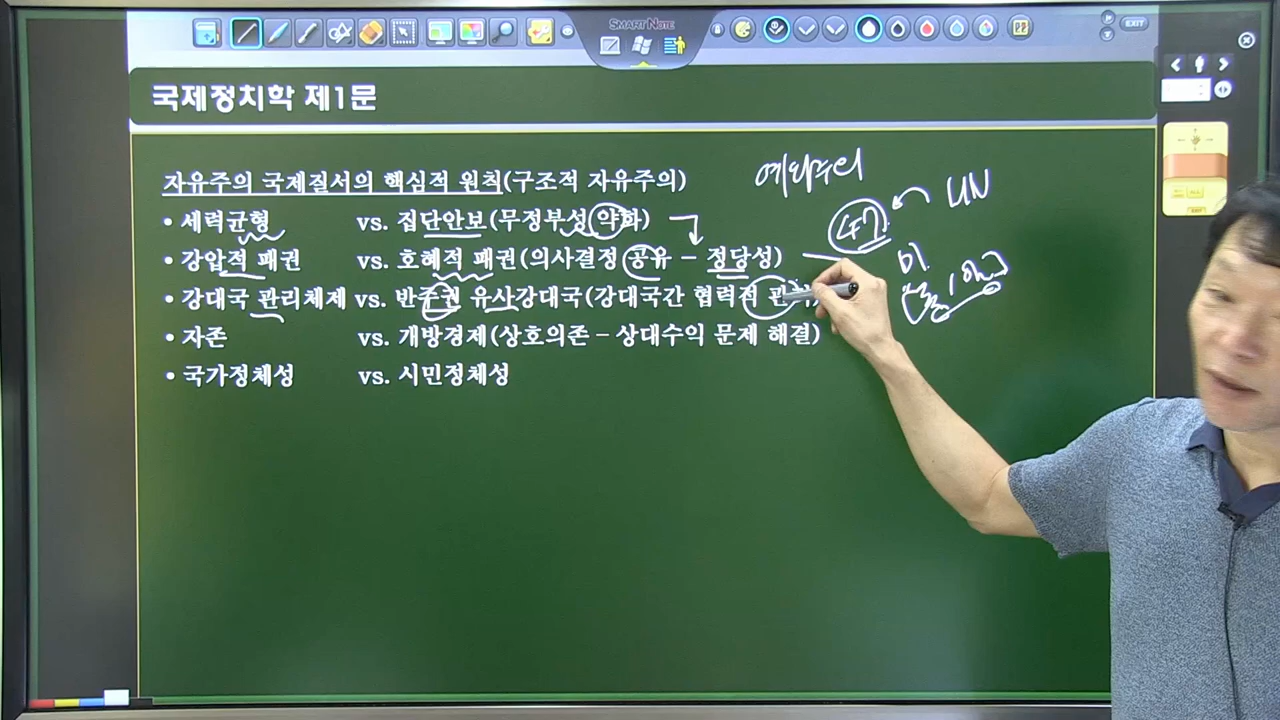 SMART NOTE
EXIT
국제정치학 제1문
자유주의 국제질서의 핵심적 원칙(구조적 자유주의)
• 세력균형 vs. 집단안보(무정부성 약화)
• 강압적 패권 vs. 호혜적 패권(의사결정 공유 – 정당성)
• 강대국 관리체제 vs. 반주권 유사강대국(강대국간 협력적
• 자존 vs. 개방경제(상호의존 – 상대수익 문제 해결)
• 국가정체성 vs. 시민정체성
UN